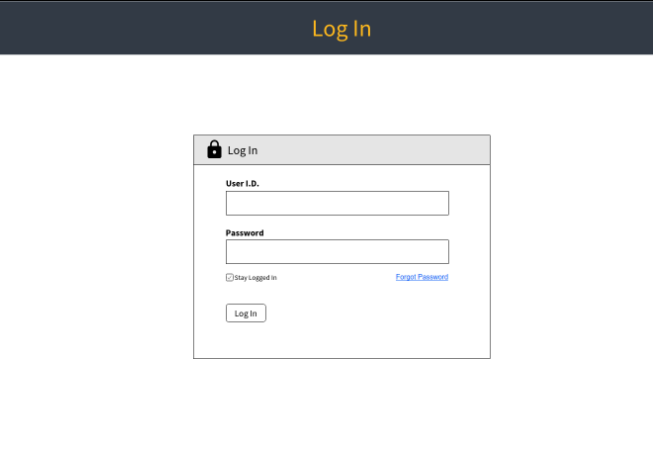 Log In
Log In
User I.D.
Password
Stay Logged in
Forgot Password
Log In